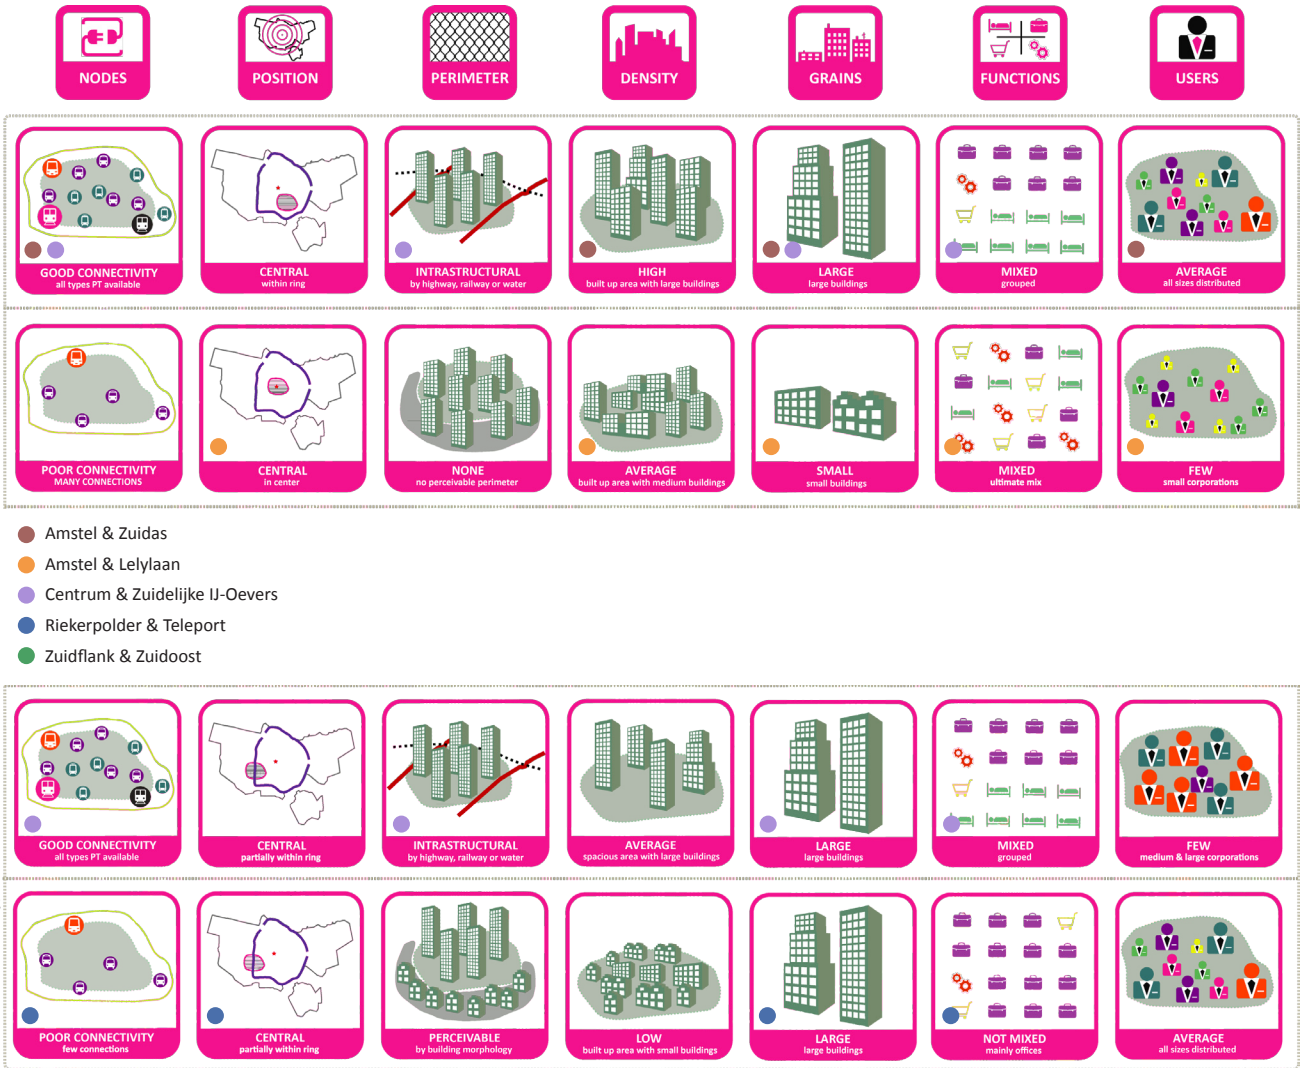 NODES
POSITION
PERIMETER
DENSITY
GRAINS
FUNCTIONS
USERS
GOOD CONNECTIVITY
all types PT available
CENTRAL
within ring
INTRASTRUCTURAL
by highway, railway or water
HIGH
built up area with large buildings
LARGE
large buildings
MIXED
grouped
AVERAGE
all sizes distributed
POOR CONNECTIVITY
MANY CONNECTIONS
CENTRAL
in center
NONE
no perceivable perimeter
AVERAGE
built up area with medium buildings
SMALL
small buildings
MIXED
ultimate mix
FEW
small corporations
Amstel & Zuidas
Amstel & Lelylaan
Centrum & Zuidelijke IJ-Oevers
Riekerpolder & Teleport
Zuidflank & Zuidoost
GOOD CONNECTIVITY
all types PT available
CENTRAL
partially within ring
INTRASTRUCTURAL
by highway, railway or water
AVERAGE
spacious area with large buildings
LARGE
large buildings
MIXED
grouped
FEW
medium & large corporations
POOR CONNECTIVITY
few connections
CENTRAL
partially within ring
PERCEIVABLE
by building morphology
LOW
built up area with small buildings
LARGE
large buildings
NOT MIXED
mainly offices
AVERAGE
all sizes distributed